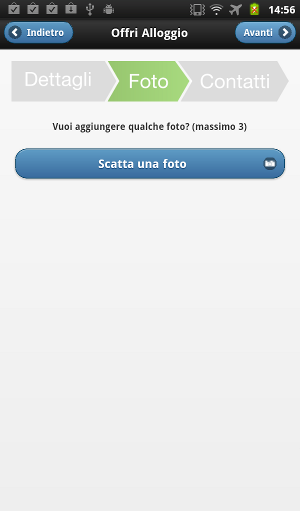 14:56
Indietro
Offri Alloggio
Avanti
Dettagli
Foto
Contatti
Vuoi aggiungere qualche foto? (massimo 3)
Scatta una foto